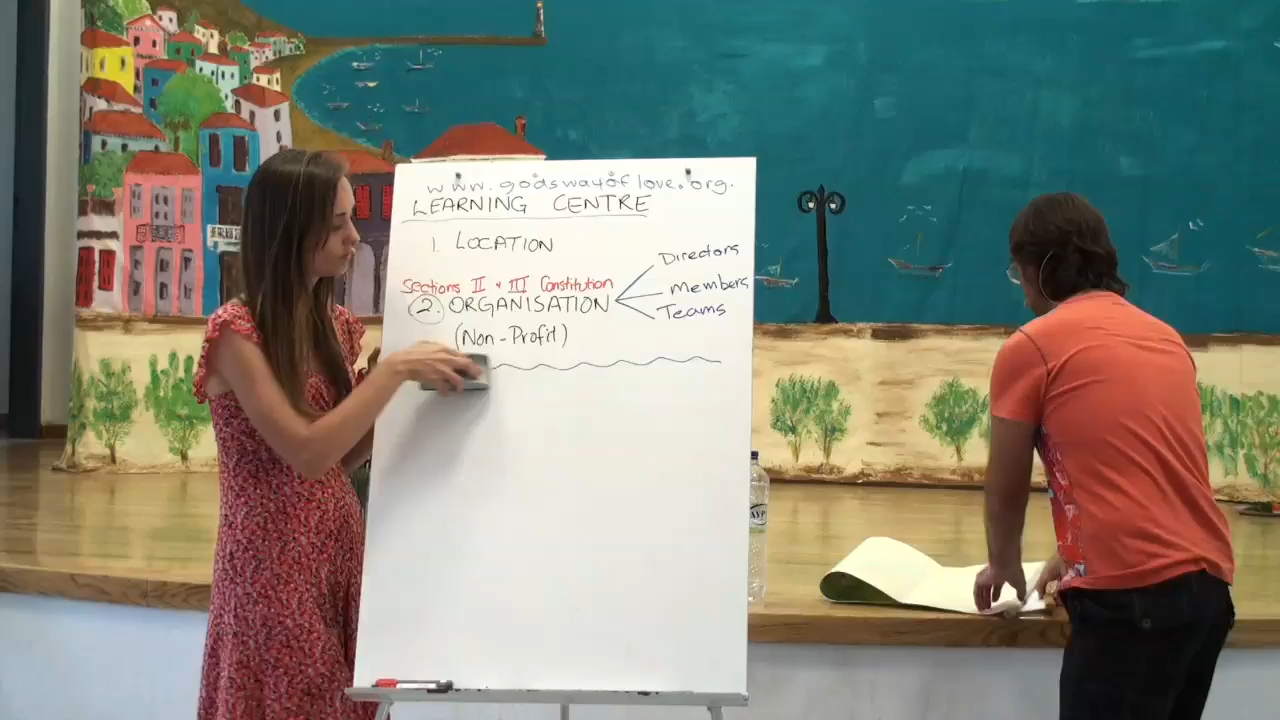 www.godswayoflove.org.
LEARNING CENTRE
1. LOCATION
Sections II & III Constitution
2. ORGANISATION
Directors
members
Teams
(Non-Profit)